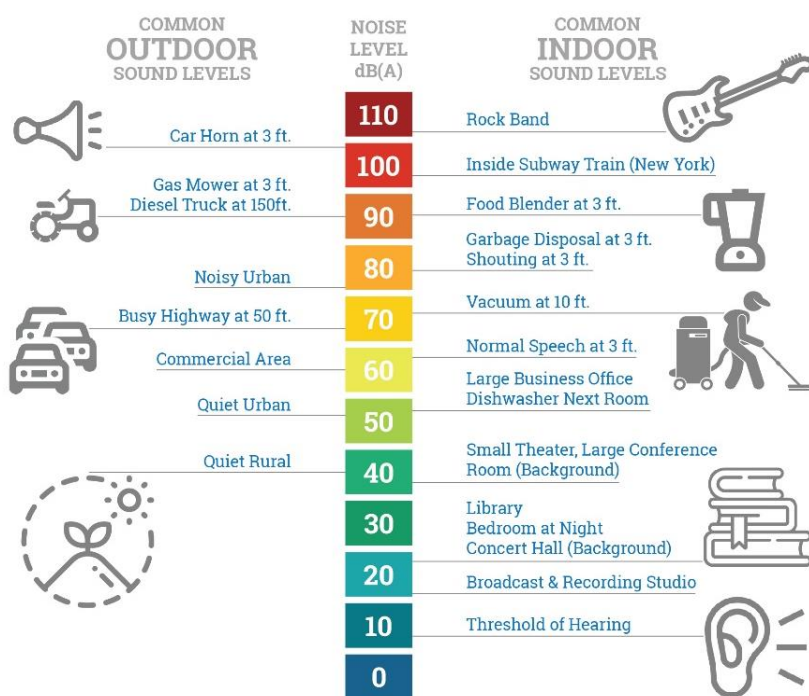 COMMON
OUTDOOR
SOUND LEVELS
NOISE
LEVEL
dB(A)
COMMON
INDOOR
SOUND LEVELS
110
Rock Band
Car Horn at 3 ft.
100
Inside Subway Train (New York)
Gas Mower at 3 ft.
Diesel Truck at 150ft.
90
Food Blender at 3 ft.
Garbage Disposal at 3 ft.
Shouting at 3 ft.
Noisy Urban
80
Busy Highway at 50 ft.
70
Vacuum at 10 ft.
Commercial Area
60
Normal Speech at 3 ft.
Large Business Office
Dishwasher Next Room
Quiet Urban
50
Quiet Rural
40
Small Theater, Large Conference
Room (Background)
30
Library
Bedroom at Night
Concert Hall (Background)
20
Broadcast & Recording Studio
10
Threshold of Hearing
0